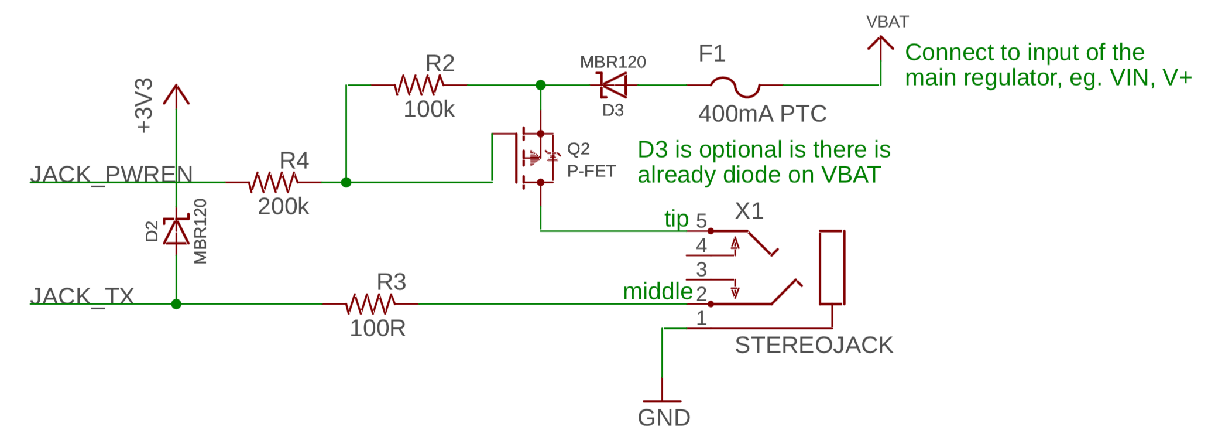 VBAT
Connect to input of the
main regulator, eg. VIN, V+
R2
100k
MBR120
D3
F1
400mA PTC
+3V3
JACK_PWREN
R4
200k
Q2
P-FET
D3 is optional is there is
already diode on VBAT
D2
MBR120
tip
5
X1
4
3
JACK_TX
R3
100R
middle
2
1
STEREOJACK
GND